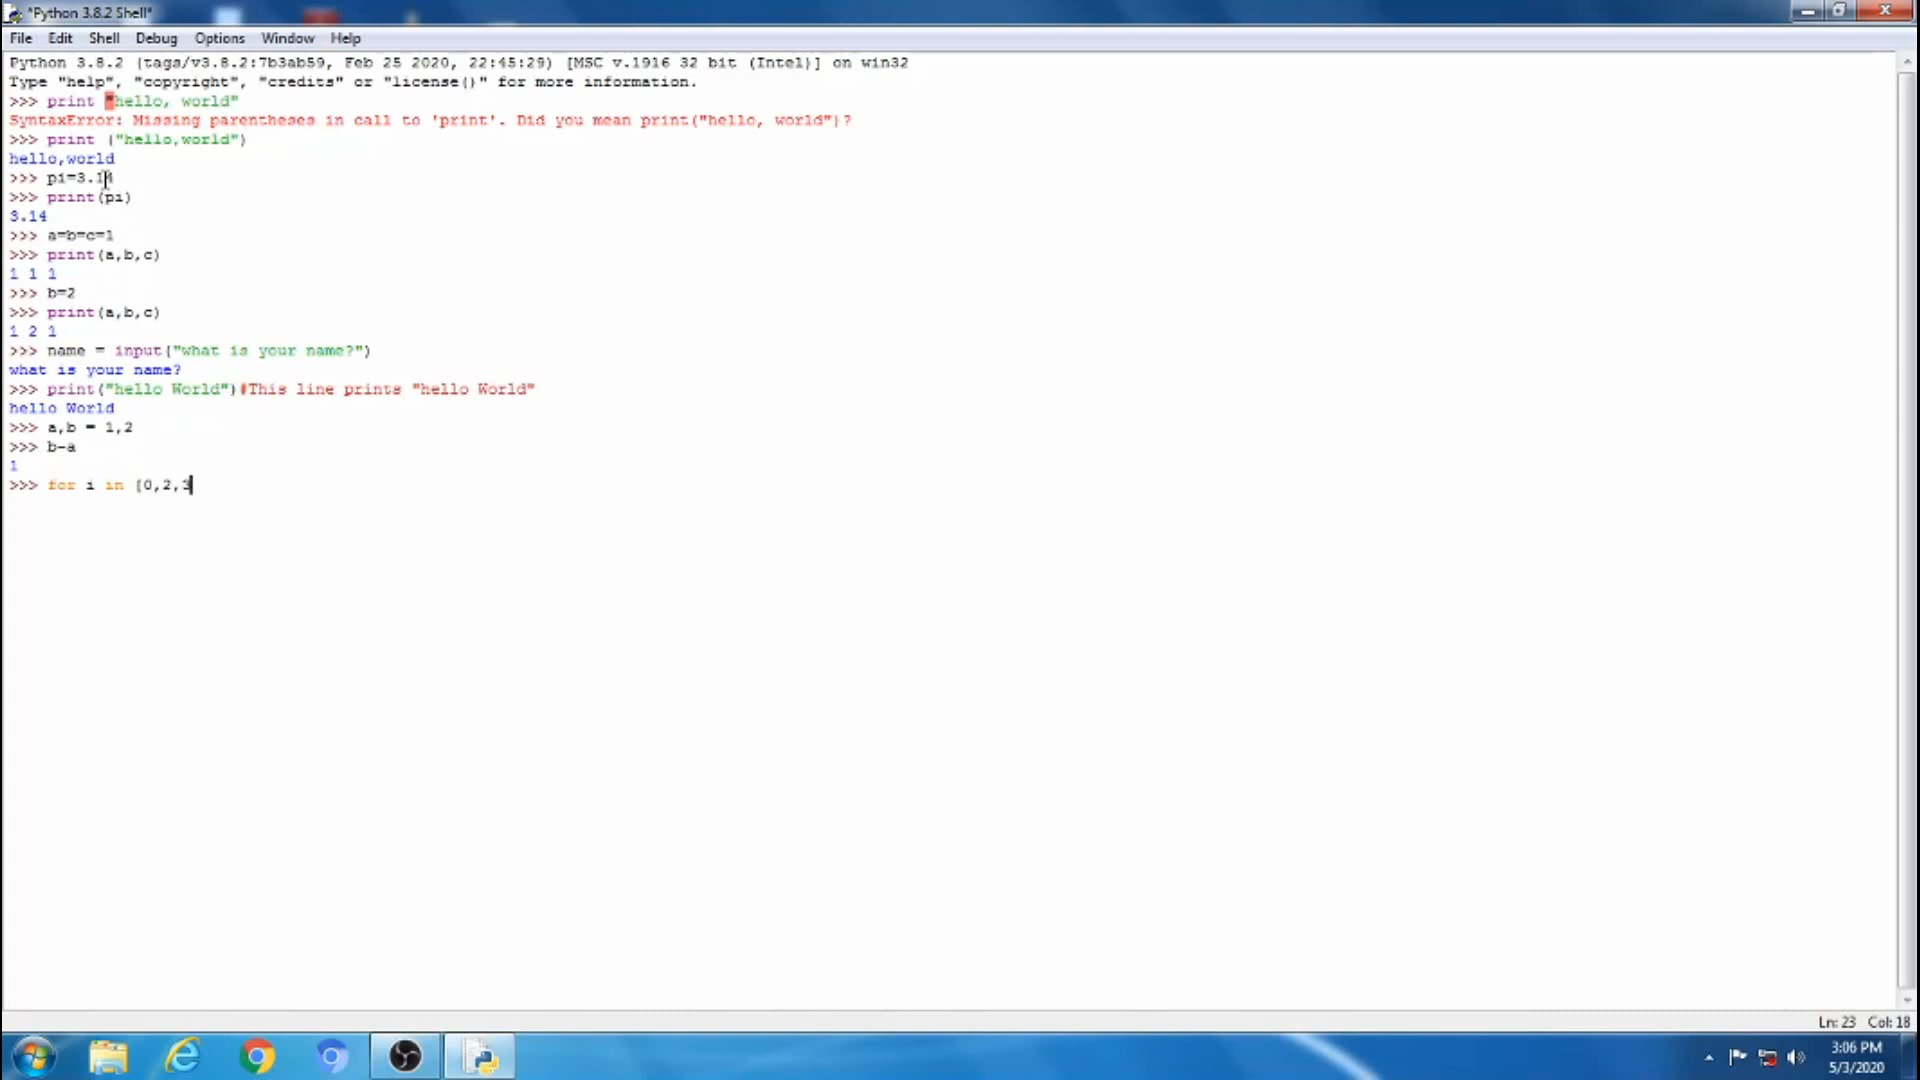 *Python 3.8.2 Shell*
File Edit Shell Debug Options Window Help
Python 3.8.2 (tags/v3.8.2:7b3ab59, Feb 25 2020, 22:45:29) [MSC v.1916 32 bit (Intel)] on win32
Type "help", "copyright", "credits" or "license()" for more information.
>>> print "hello, world"
SyntaxError: Missing parentheses in call to 'print'. Did you mean print("hello, world")?
>>> print ("hello,world")
hello,world
>>> pi=3.14
>>> print(pi)
3.14
>>> a=b=c=1
>>> print(a,b,c)
1 1 1
>>> b=2
>>> print(a,b,c)
1 2 1
>>> name = input("what is your name?")
what is your name?
>>> print("hello World")#This line prints "hello World"
hello World
>>> a,b = 1,2
>>> b-a
1
>>> for i in [0,2,3
Ln: 23 Col: 18
3:06 PM
5/3/2020